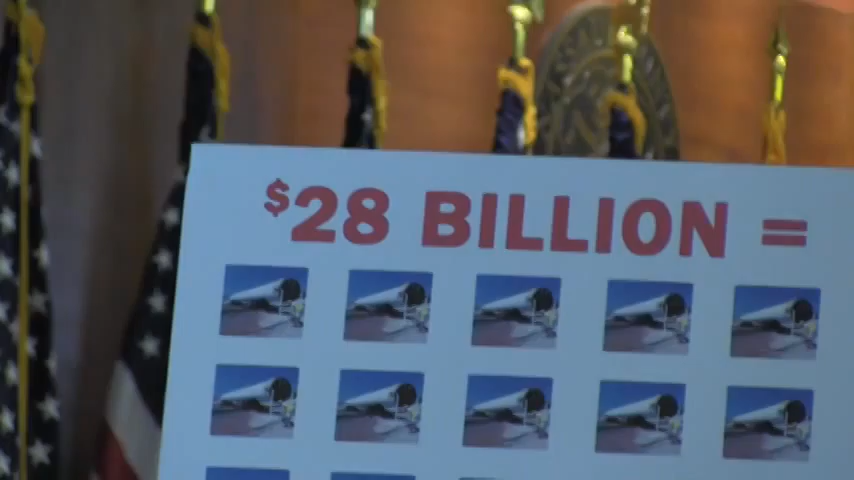 $28 BILLION =